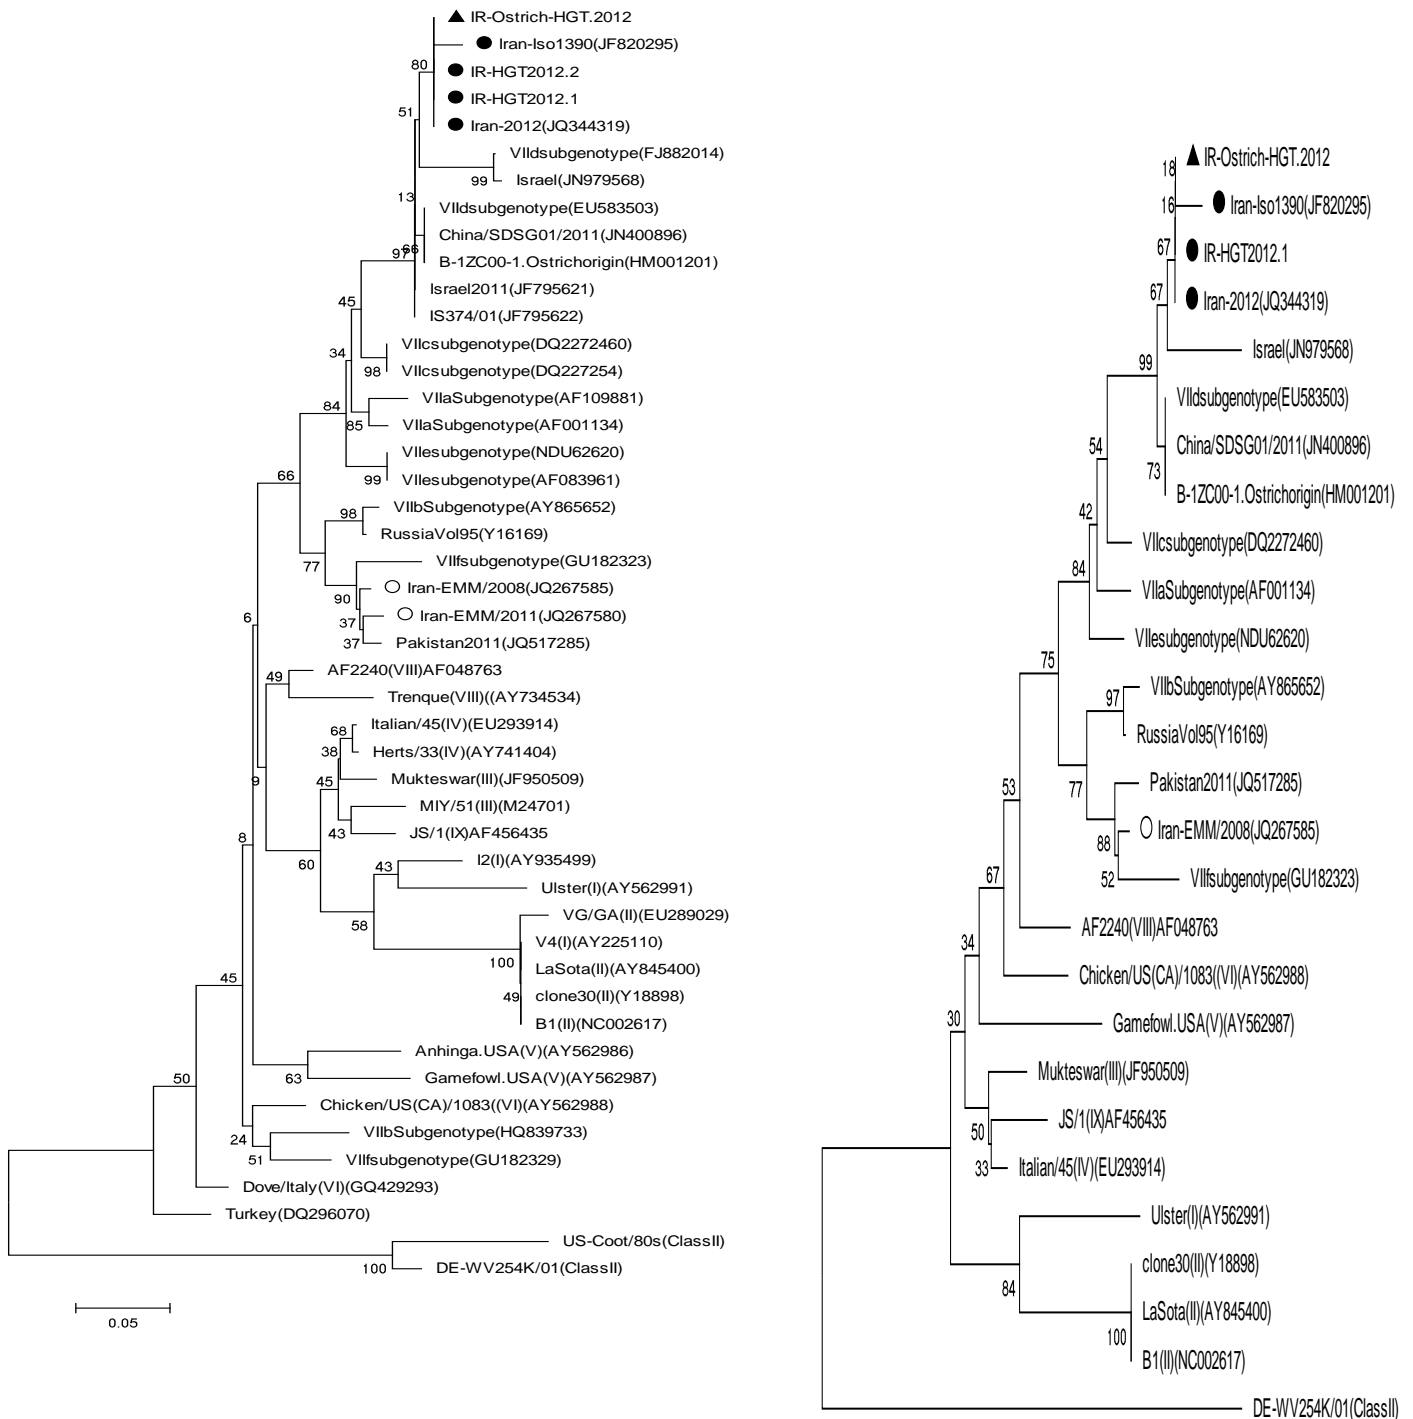 IR-Ostrich-HGT.2012
Iran-Iso1390(JF820295)
80
IR-HGT2012.2
IR-HGT2012.1
51
Iran-2012(JQ344319)
VIIdsubgenotype(FJ882014)
99
Israel(JN979568)
13
VIIdsubgenotype(EU583503)
China/SDSG01/2011(JN400896)
97
66
B-1ZC00-1.Ostrichorigin(HM001201)
Israel2011(JF795621)
45
IS374/01(JF795622)
VIIcsubgenotype(DQ2272460)
34
98
VIIcsubgenotype(DQ227254)
VIIaSubgenotype(AF109881)
84
85
VIIaSubgenotype(AF001134)
VIIesubgenotype(NDU62620)
66
99
VIIesubgenotype(AF083961)
VIIbSubgenotype(AY865652)
98
RussiaVol95(Y16169)
77
VIIfsubgenotype(GU182323)
Iran-EMM/2008(JQ267585)
90
6
Iran-EMM/2011(JQ267580)
37
37
Pakistan2011(JQ517285)
AF2240(VIII)AF048763
49
Trenque(VIII)((AY734534)
Italian/45(IV)(EU293914)
68
38
Herts/33(IV)(AY741404)
9
45
Mukteswar(III)(JF950509)
MIY/51(III)(M24701)
43
JS/1(IX)AF456435
8
60
I2(I)(AY935499)
43
Ulster(I)(AY562991)
VG/GA(II)(EU289029)
58
V4(I)(AY225110)
100
LaSota(II)(AY845400)
45
49
clone30(II)(Y18898)
B1(II)(NC002617)
Anhinga.USA(V)(AY562986)
50
63
Gamefowl.USA(V)(AY562987)
Chicken/US(CA)/1083((VI)(AY562988)
24
VIIbSubgenotype(HQ839733)
51
VIIfsubgenotype(GU182329)
Dove/Italy(VI)(GQ429293)
Turkey(DQ296070)
US-Coot/80s(ClassII)
100
DE-WV254K/01(ClassII)
0.05
IR-Ostrich-HGT.2012
18
16
Iran-Iso1390(JF820295)
67
IR-HGT2012.1
67
Iran-2012(JQ344319)
Israel(JN979568)
99
VIIdsubgenotype(EU583503)
China/SDSG01/2011(JN400896)
54
73
B-1ZC00-1.Ostrichorigin(HM001201)
42
VIIcsubgenotype(DQ2272460)
84
VIIaSubgenotype(AF001134)
VIIesubgenotype(NDU62620)
75
VIIbSubgenotype(AY865652)
97
RussiaVol95(Y16169)
77
Pakistan2011(JQ517285)
53
Iran-EMM/2008(JQ267585)
88
52
VIIfsubgenotype(GU182323)
67
AF2240(VIII)AF048763
34
Chicken/US(CA)/1083((VI)(AY562988)
30
Gamefowl.USA(V)(AY562987)
Mukteswar(III)(JF950509)
JS/1(IX)AF456435
50
33
Italian/45(IV)(EU293914)
Ulster(I)(AY562991)
clone30(II)(Y18898)
84
LaSota(II)(AY845400)
100
B1(II)(NC002617)
DE-WV254K/01(ClassII)